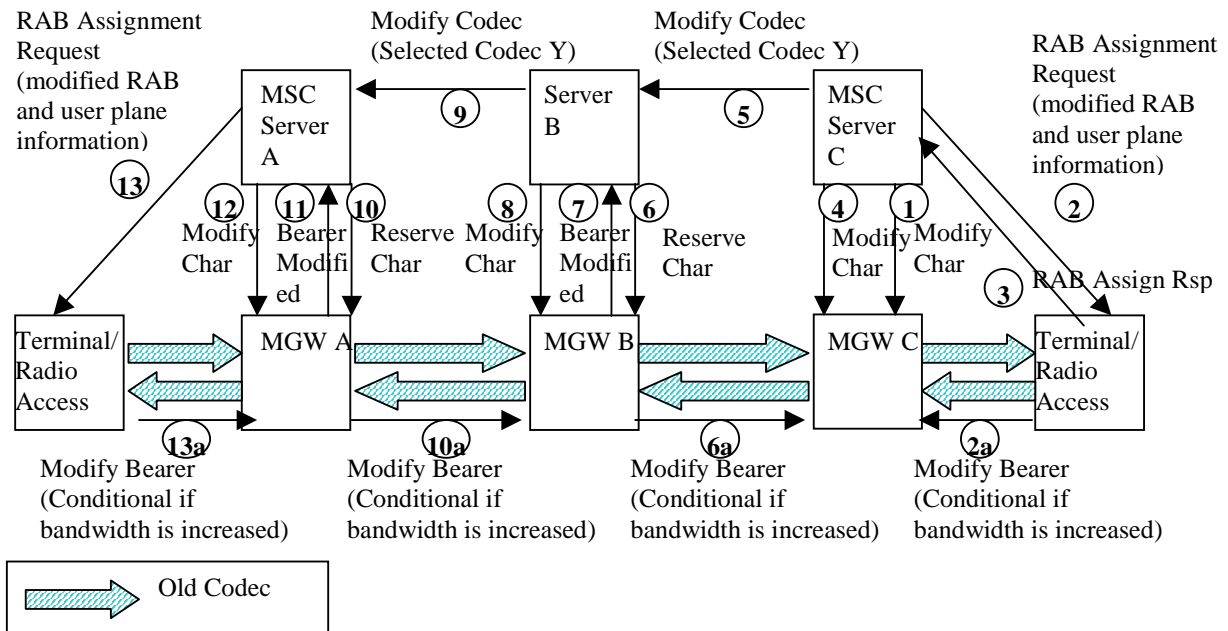 RAB Assignment
Request
(modified RAB
and user plane
information)
Modify Codec
(Selected Codec Y)
Modify Codec
(Selected Codec Y)
RAB Assignment
Request
(modified RAB
and user plane
information)
MSC
Server
A
9
Server
B
5
MSC
Server
C
13
12
11
10
8
7
6
4
1
2
Modify
Char
Bearer
Modifi
ed
Reserve
Char
Modify
Char
Bearer
Modifi
ed
Reserve
Char
Modify
Char
Modify
Char
3
RAB Assign Rsp
Terminal/
Radio
Access
MGW A
MGW B
MGW C
Terminal/
Radio
Access
13a
10a
6a
2a
Modify Bearer
(Conditional if
bandwidth is increased)
Modify Bearer
(Conditional if
bandwidth is increased)
Modify Bearer
(Conditional if
bandwidth is increased)
Modify Bearer
(Conditional if
bandwidth is increased)
Old Codec